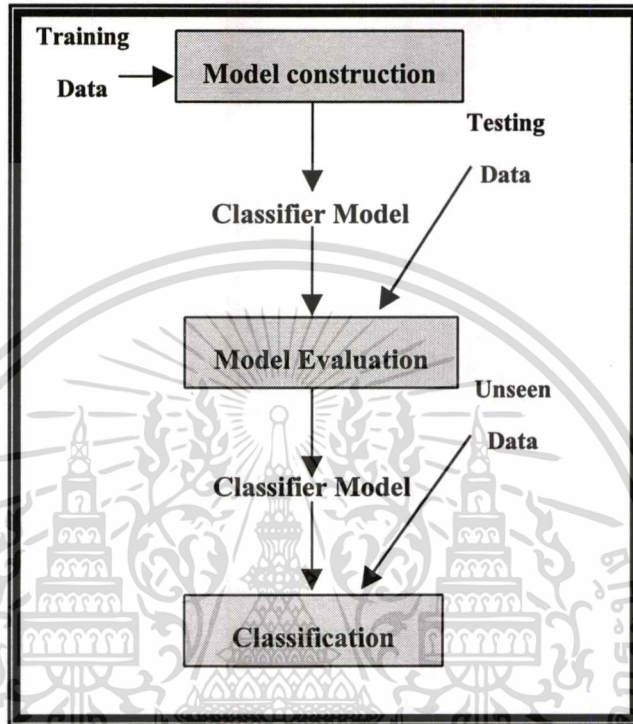 Training
Data
Model construction
Testing
Data
Classifier Model
Model Evaluation
Unseen
Data
Classifier Model
Classification